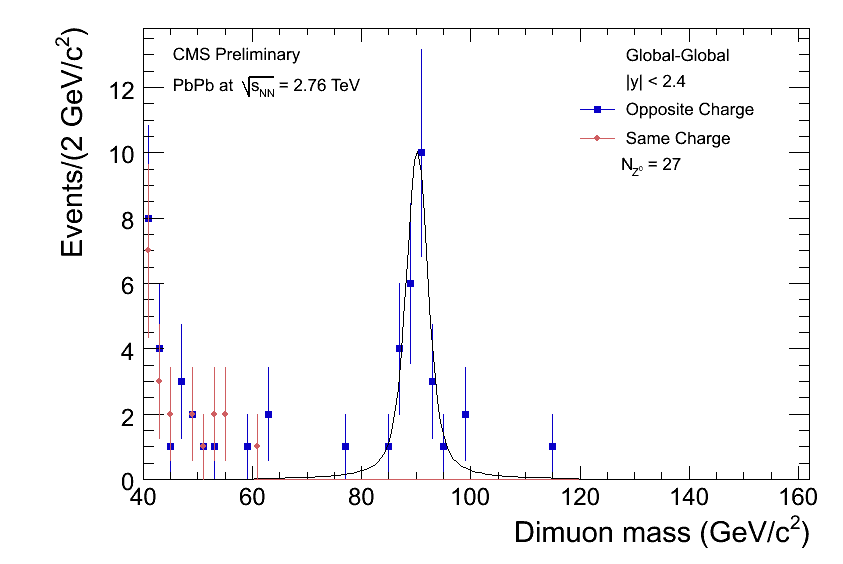 CMS Preliminary
PbPb at √s_NN = 2.76 TeV
Global-Global
|y| < 2.4
Opposite Charge
Same Charge
N_Z⁰ = 27
Events/(2 GeV/c²)
12
10
8
6
4
2
0
40 60 80 100 120 140 160
Dimuon mass (GeV/c²)